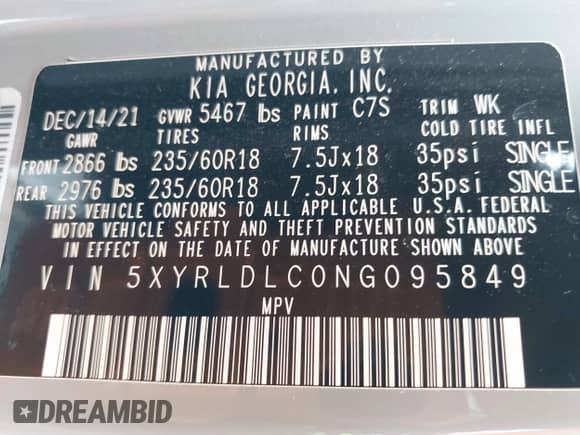 MANUFACTURED BY
KIA GEORGIA, INC.
DEC/14/21 GVWR 5467 lbs PAINT C7S TRIM WK
GAWR TIRES RIMS COLD TIRE INFL
FRONT 2866 lbs 235/60R18 7.5Jx18 35psi SINGLE
REAR 2976 lbs 235/60R18 7.5Jx18 35psi SINGLE
THIS VEHICLE CONFORMS TO ALL APPLICABLE U.S.A. FEDERAL
MOTOR VEHICLE SAFETY AND THEFT PREVENTION STANDARDS
IN EFFECT ON THE DATE OF MANUFACTURE SHOWN ABOVE
VIN 5XYRLDLC0NG095849
MPV
DREAMBID